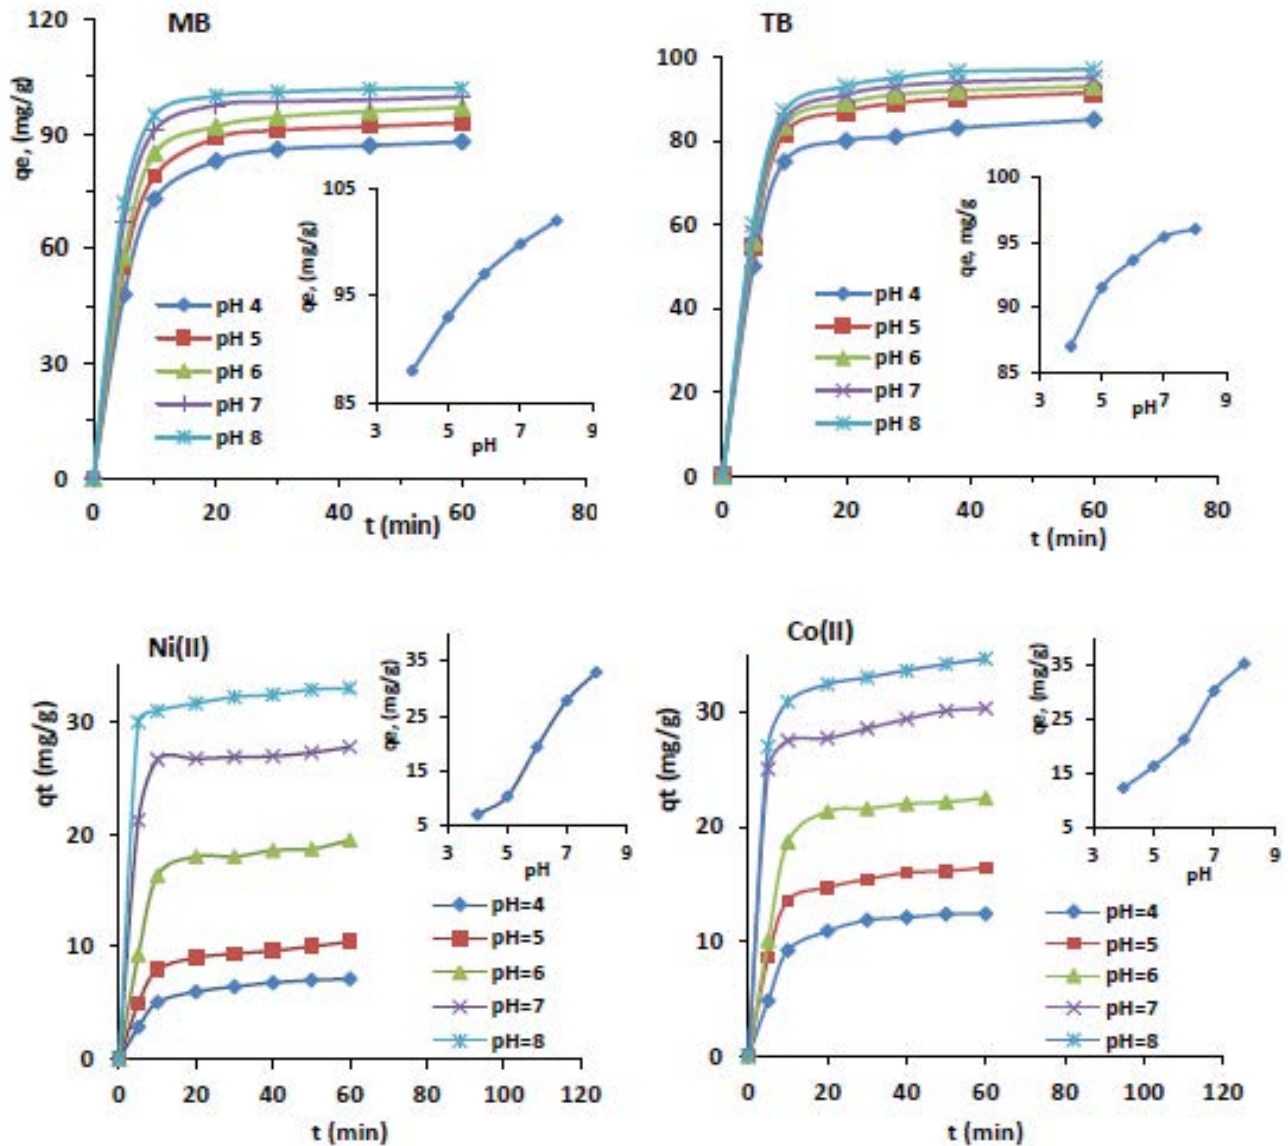 MB
120
90
60
30
0
qe, (mg/g)
0 20 40 60 80
t (min)
pH 4
pH 5
pH 6
pH 7
pH 8
105
95
85
qe, (mg/g)
3 5 7 9
pH
TB
100
80
60
40
20
0
qe, (mg/g)
0 20 40 60 80
t (min)
pH 4
pH 5
pH 6
pH 7
pH 8
100
95
90
85
qe, mg/g
3 5 7 9
pH
Ni(II)
30
20
10
0
qt (mg/g)
0 20 40 60 80 100 120
t (min)
35
25
15
5
qe, (mg/g)
3 5 7 9
pH
pH=4
pH=5
pH=6
pH=7
pH=8
Co(II)
30
20
10
0
qt (mg/g)
0 20 40 60 80 100 120
t (min)
35
25
15
5
qe, (mg/g)
3 5 7 9
pH
pH=4
pH=5
pH=6
pH=7
pH=8